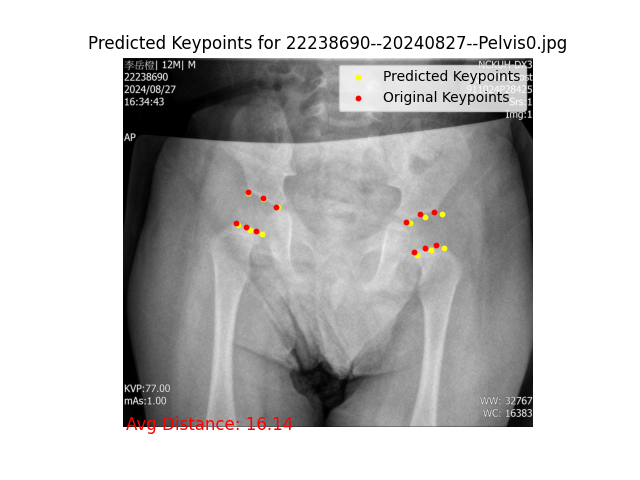 Predicted Keypoints for 22238690--20240827--Pelvis0.jpg
李岳橙| 12M| M
22238690
2024/08/27
16:34:43
AP
NCKUH-DX3
Predicted Keypoints
Original Keypoints
Srs:1
Img:1
KVP:77.00
mAs:1.00
WW: 32767
WC: 16383
Avg Distance: 16.14